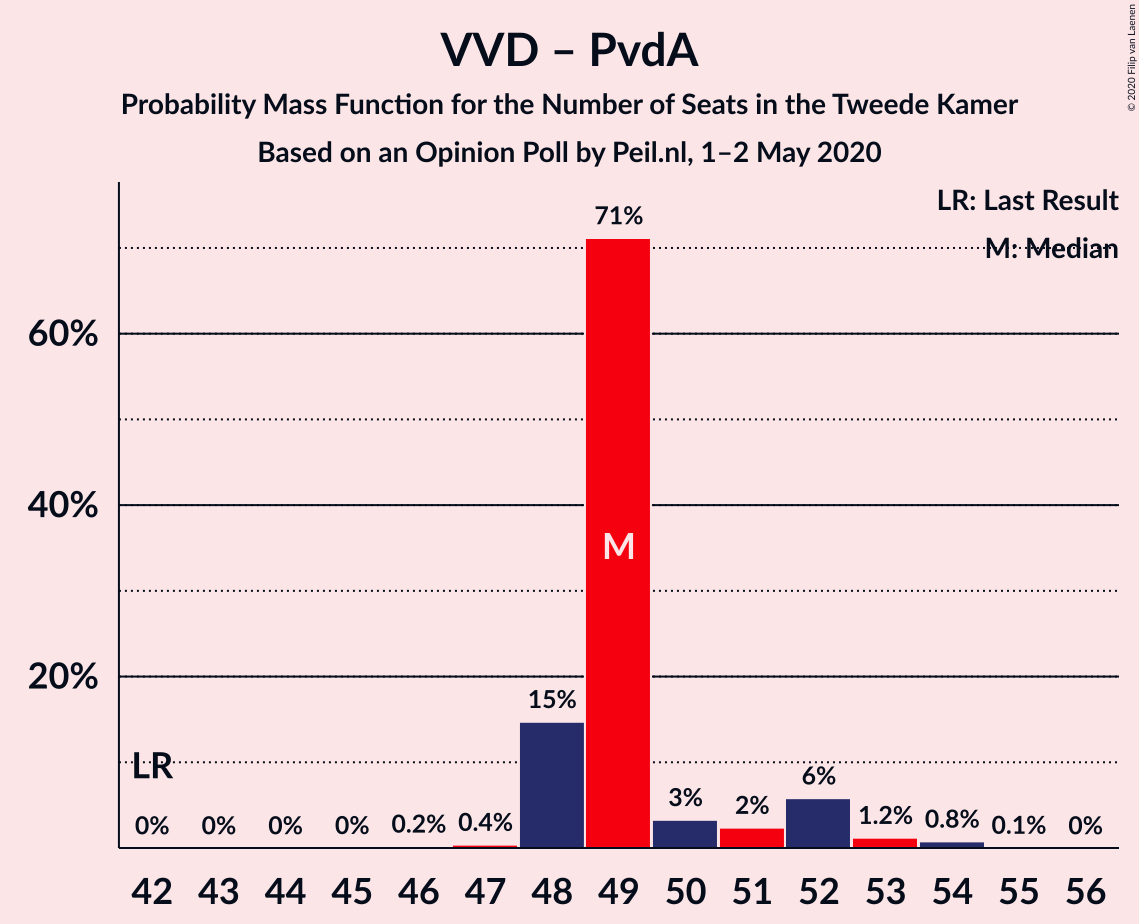 VVD – PvdA
Probability Mass Function for the Number of Seats in the Tweede Kamer
Based on an Opinion Poll by Peil.nl, 1–2 May 2020
© 2020 Filip van Laenen
LR: Last Result
M: Median
71%
60%
40%
M
20%
15%
LR
0% 0% 0% 0% 0.2% 0.4% 3% 2% 6% 1.2% 0.8% 0.1% 0%
42 43 44 45 46 47 48 49 50 51 52 53 54 55 56